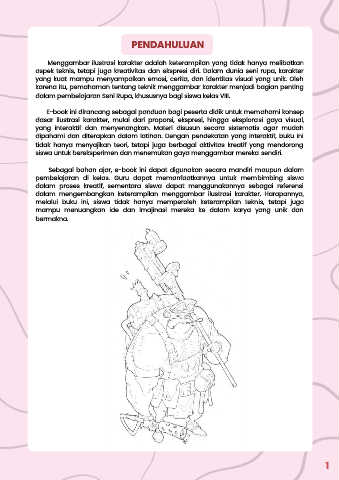 PENDAHULUAN
Menggambar ilustrasi karakter adalah keterampilan yang tidak hanya melibatkan
aspek teknis, tetapi juga kreativitas dan ekspresi diri. Dalam dunia seni rupa, karakter
yang kuat mampu menyampaikan emosi, cerita, dan identitas visual yang unik. Oleh
karena itu, pemahaman tentang teknik menggambar karakter menjadi bagian penting
dalam pembelajaran Seni Rupa, khususnya bagi siswa kelas VIII.
E-book ini dirancang sebagai panduan bagi peserta didik untuk memahami konsep
dasar ilustrasi karakter, mulai dari proporsi, ekspresi, hingga eksplorasi gaya visual,
yang interaktif dan menyenangkan. Materi disusun secara sistematis agar mudah
dipahami dan diterapkan dalam latihan. Dengan pendekatan yang interaktif, buku ini
tidak hanya menyajikan teori, tetapi juga berbagai aktivitas kreatif yang mendorong
siswa untuk bereksperimen dan menemukan gaya menggambar mereka sendiri.
Sebagai bahan ajar, e-book ini dapat digunakan secara mandiri maupun dalam
pembelajaran di kelas. Guru dapat memanfaatkannya untuk membimbing siswa
dalam proses kreatif, sementara siswa dapat menggunakannya sebagai referensi
dalam mengembangkan keterampilan menggambar ilustrasi karakter. Harapannya,
melalui buku ini, siswa tidak hanya memperoleh keterampilan teknis, tetapi juga
mampu menuangkan ide dan imajinasi mereka ke dalam karya yang unik dan
bermakna.
1